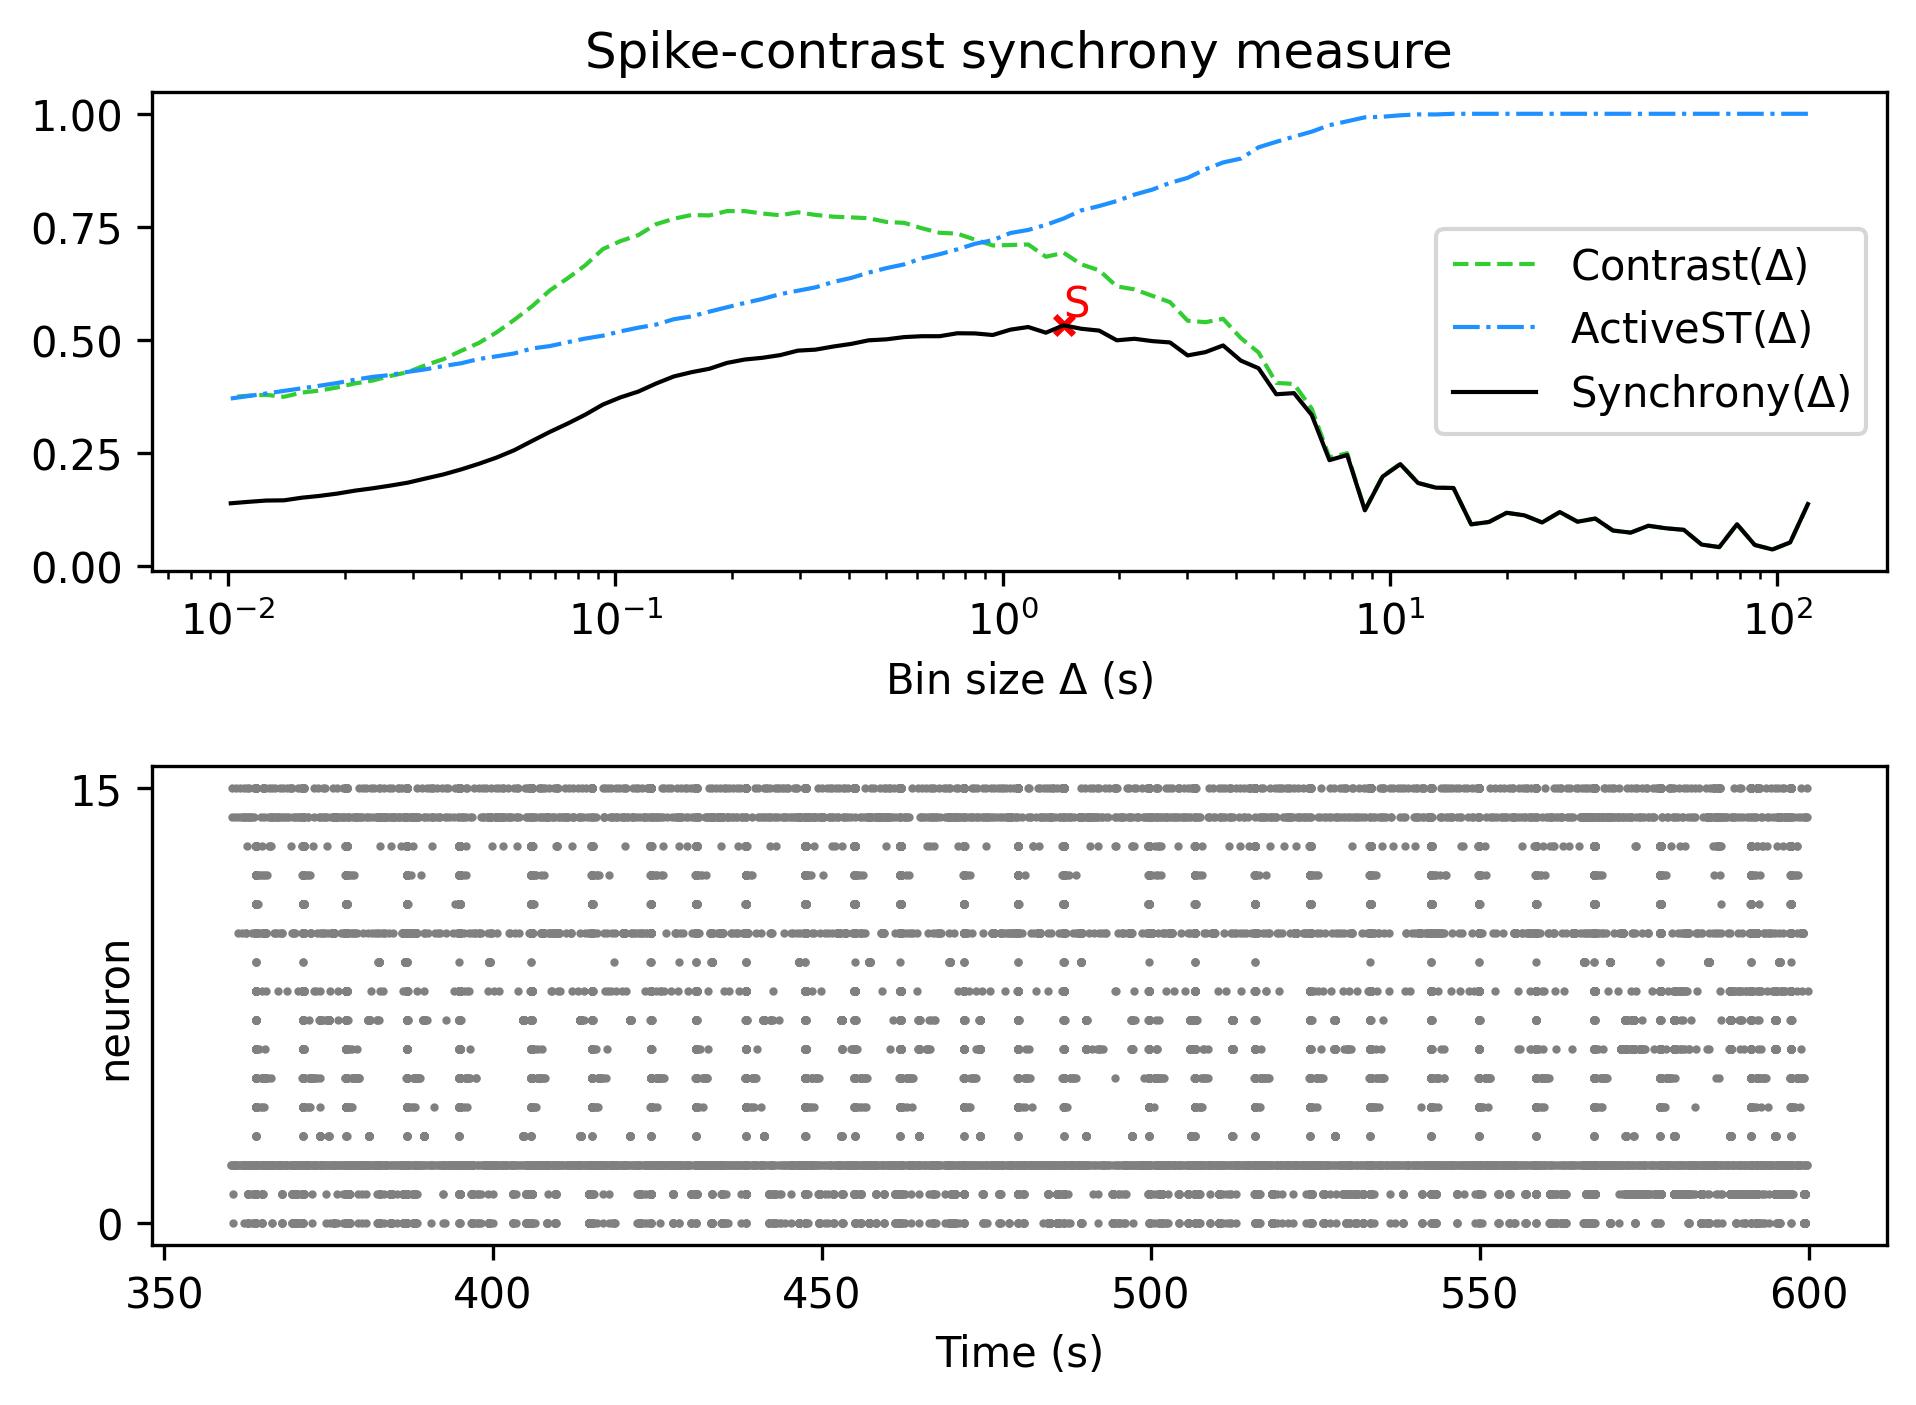 Spike-contrast synchrony measure
1.00
0.75
0.50
0.25
0.00
S
Contrast(Δ)
ActiveST(Δ)
Synchrony(Δ)
10⁻² 10⁻¹ 10⁰ 10¹ 10²
Bin size Δ (s)
15
0
neuron
350 400 450 500 550 600
Time (s)